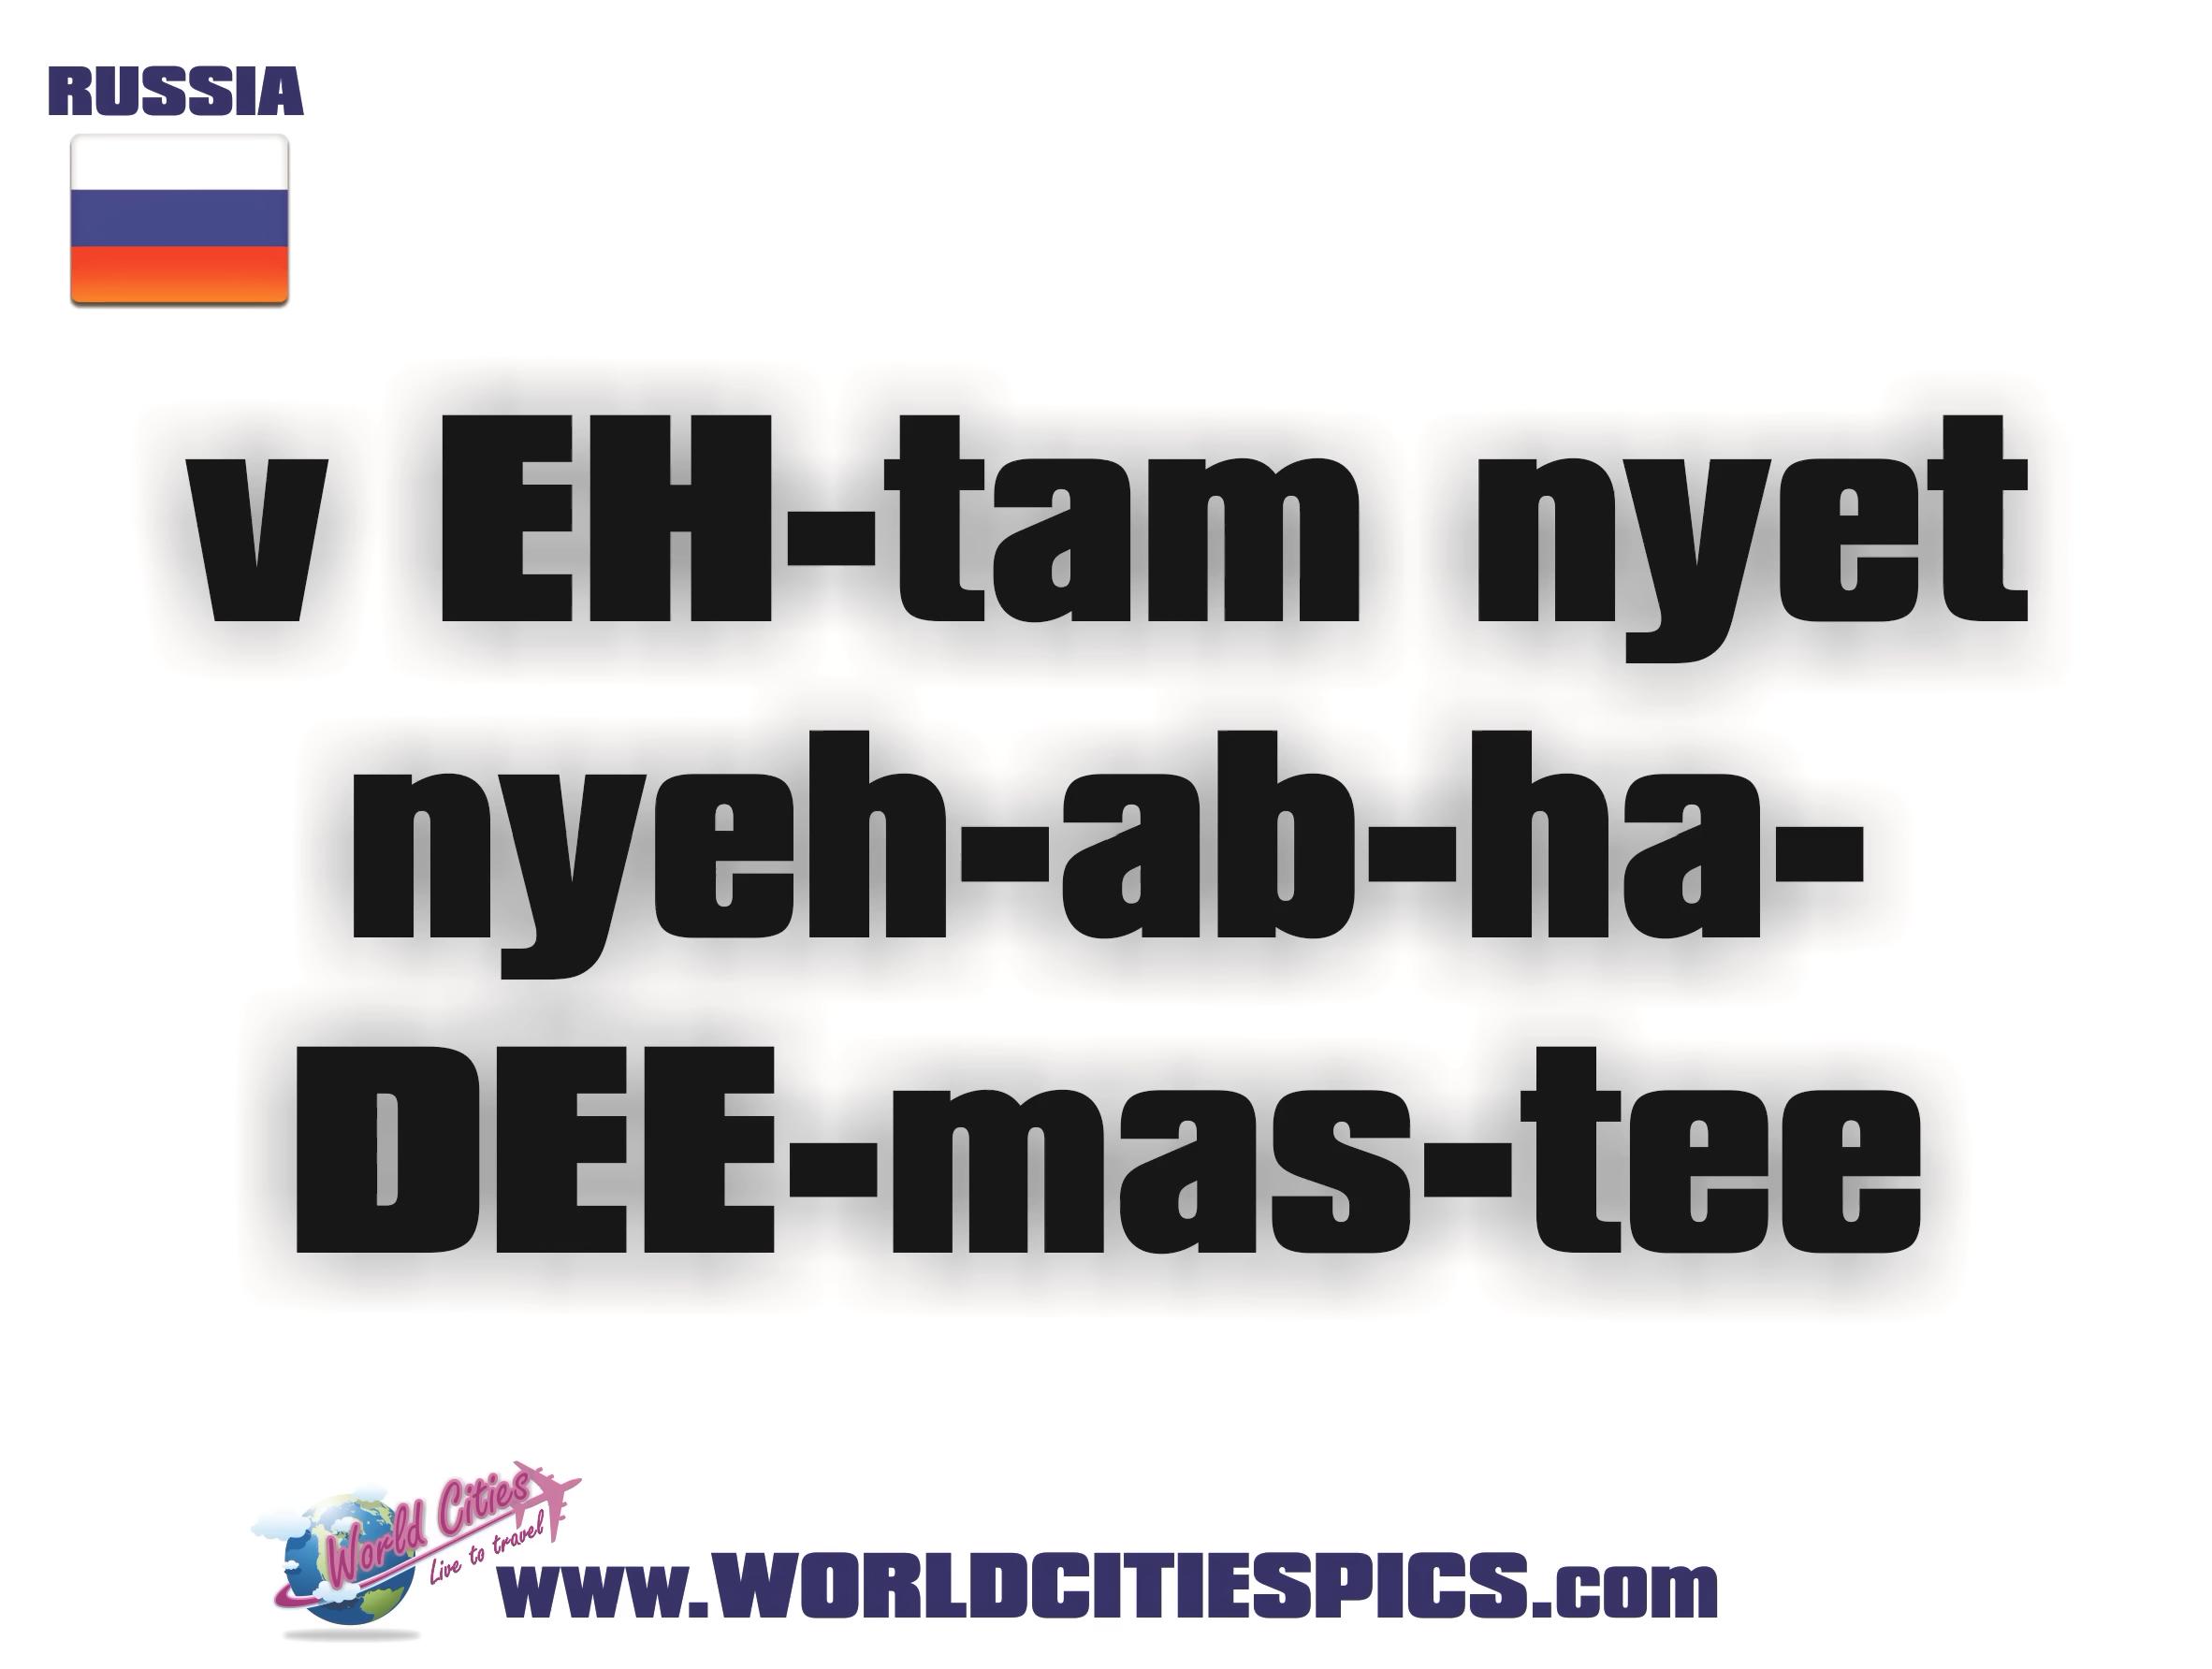 RUSSIA
v EH-tam nyet
nyeh-ab-ha-
DEE-mas-tee
World Cities
Live to travel
www.WORLDCITIESPICS.com